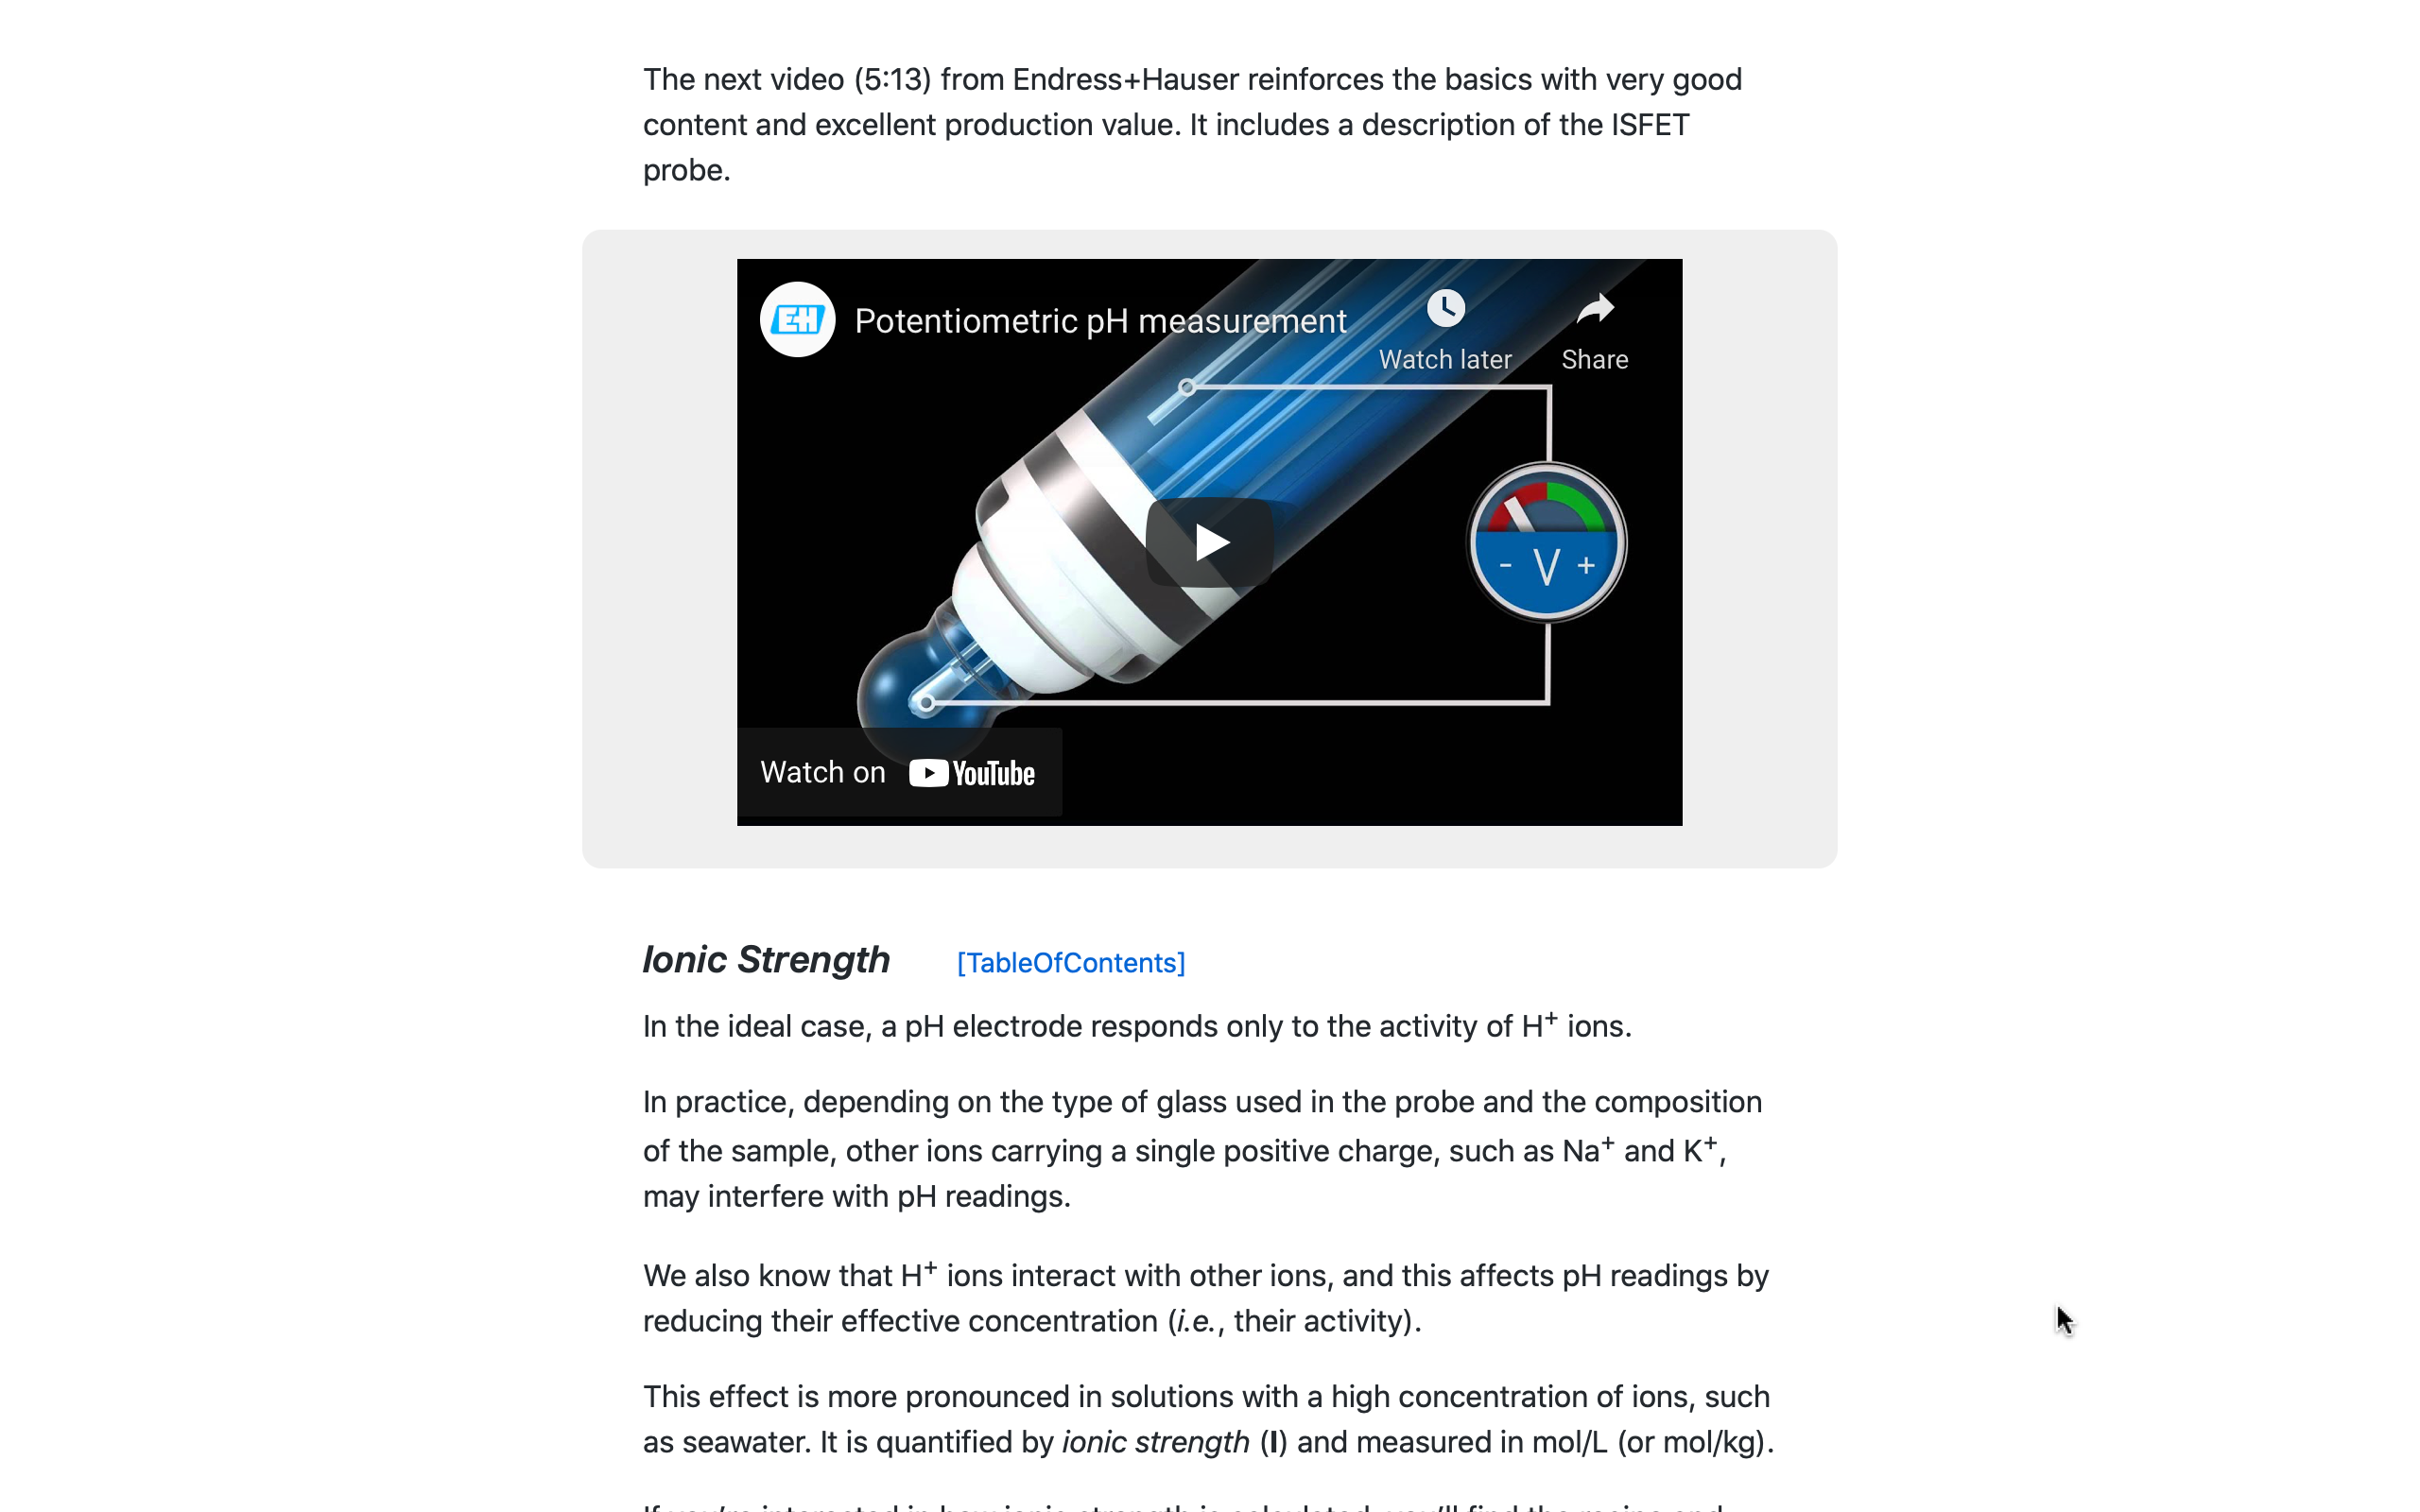 The next video (5:13) from Endress+Hauser reinforces the basics with very good
content and excellent production value. It includes a description of the ISFET
probe.
EH
Potentiometric pH measurement
Watch later
Share
- V +
Watch on YouTube
Ionic Strength [TableOfContents]
In the ideal case, a pH electrode responds only to the activity of H⁺ ions.
In practice, depending on the type of glass used in the probe and the composition
of the sample, other ions carrying a single positive charge, such as Na⁺ and K⁺,
may interfere with pH readings.
We also know that H⁺ ions interact with other ions, and this affects pH readings by
reducing their effective concentration (i.e., their activity).
This effect is more pronounced in solutions with a high concentration of ions, such
as seawater. It is quantified by ionic strength (I) and measured in mol/L (or mol/kg).